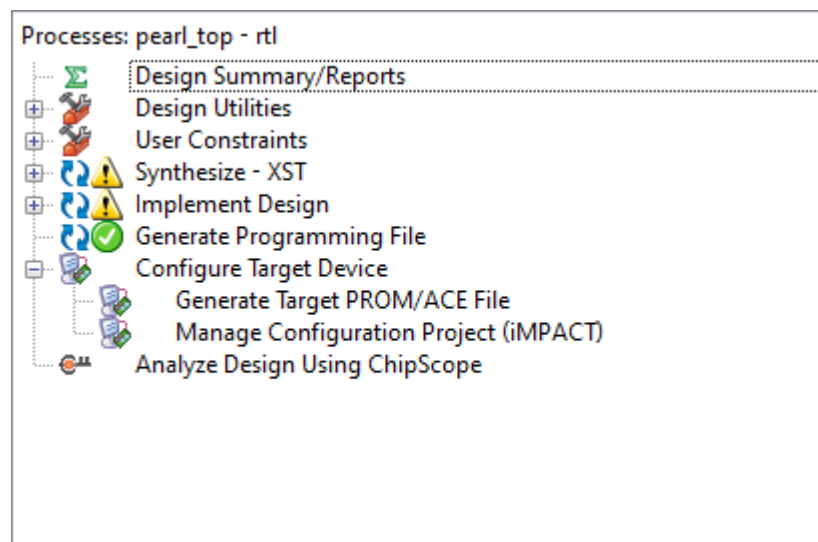 Processes: pearl_top - rtl
Design Summary/Reports
Design Utilities
User Constraints
Synthesize - XST
Implement Design
Generate Programming File
Configure Target Device
Generate Target PROM/ACE File
Manage Configuration Project (iMPACT)
Analyze Design Using ChipScope